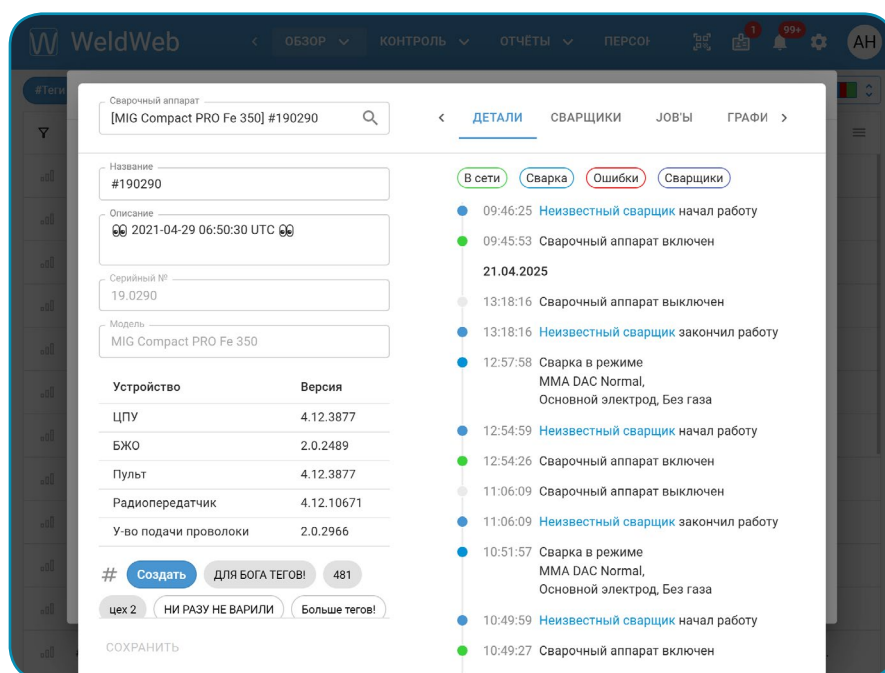 WeldWeb
ОБЗОР
КОНТРОЛЬ
ОТЧЁТЫ
1
99+
AH
#Теги
Сварочный аппарат
[MIG Compact PRO Fe 350] #190290
ДЕТАЛИ
СВАРЩИКИ
JOB'Ы
ГРАФИ
Название
#190290
Описание
👀 2021-04-29 06:50:30 UTC 👀
Серийный №
19.0290
Модель
MIG Compact PRO Fe 350
Устройство Версия
ЦПУ 4.12.3877
БЖО 2.0.2489
Пульт 4.12.3877
Радиопередатчик 4.12.10671
У-во подачи проволоки 2.0.2966
# Создать ДЛЯ БОГА ТЕГОВ! 481
цех 2 НИ РАЗУ НЕ ВАРИЛИ Больше тегов!
СОХРАНИТЬ
В сети Сварка Ошибки Сварщики
09:46:25 Неизвестный сварщик начал работу
09:45:53 Сварочный аппарат включен
21.04.2025
13:18:16 Сварочный аппарат выключен
13:18:16 Неизвестный сварщик закончил работу
12:57:58 Сварка в режиме
MMA DAC Normal,
Основной электрод, Без газа
12:54:59 Неизвестный сварщик начал работу
12:54:26 Сварочный аппарат включен
11:06:09 Сварочный аппарат выключен
11:06:09 Неизвестный сварщик закончил работу
10:51:57 Сварка в режиме
MMA DAC Normal,
Основной электрод, Без газа
10:49:59 Неизвестный сварщик начал работу
10:49:27 Сварочный аппарат включен